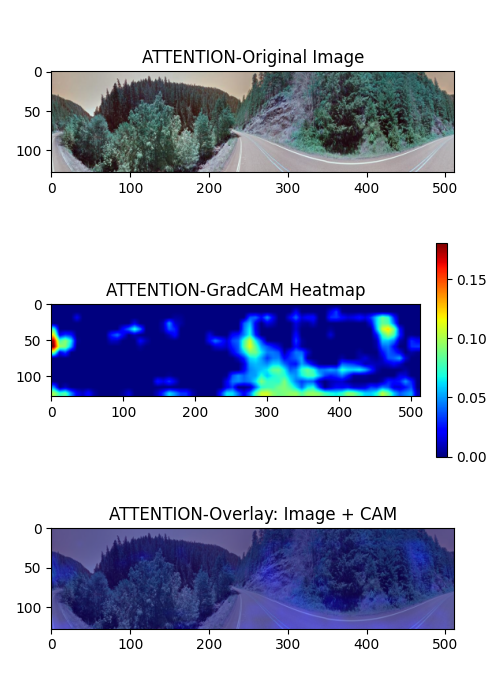 ATTENTION-Original Image
0
50
100
0 100 200 300 400 500
ATTENTION-GradCAM Heatmap
0
50
100
0 100 200 300 400 500
0.15
0.10
0.05
0.00
ATTENTION-Overlay: Image + CAM
0
50
100
0 100 200 300 400 500